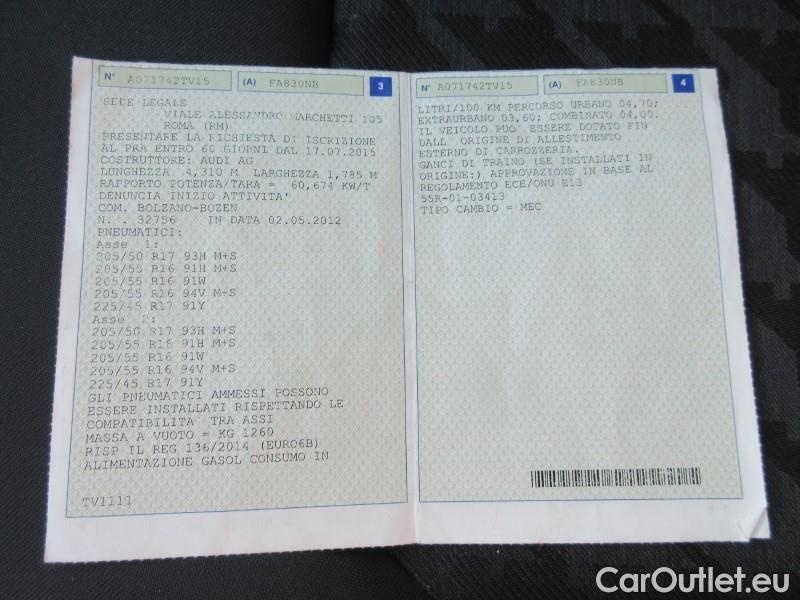 N° A071742TV15 (A) FA830NB 3
SEDE LEGALE
VIALE ALESSANDRO MARCHETTI 105
ROMA (RM)
PRESENTARE LA RICHIESTA DI ISCRIZIONE
AL PRA ENTRO 60 GIORNI DAL 17.07.2015
COSTRUTTORE: AUDI AG
LUNGHEZZA 4,310 M LARGHEZZA 1,785 M
RAPPORTO POTENZA/TARA = 60,674 KW/T
DENUNCIA INIZIO ATTIVITA'
COM. BOLZANO-BOZEN
N. . 32756 IN DATA 02.05.2012
PNEUMATICI:
Asse 1:
205/50 R17 93H M+S
205/55 R16 91H M+S
205/55 R16 91W
205/55 R16 94V M+S
225/45 R17 91Y
Asse 2:
205/50 R17 93H M+S
205/55 R16 91H M+S
205/55 R16 91W
205/55 R16 94V M+S
225/45 R17 91Y
GLI PNEUMATICI AMMESSI POSSONO
ESSERE INSTALLATI RISPETTANDO LE
COMPATIBILITA TRA ASSI
MASSA A VUOTO = KG 1260
RISP IL REG 136/2014 (EURO6B)
ALIMENTAZIONE GASOL CONSUMO IN
TV1111
N° A071742TV15 (A) FA830NB 4
LITRI/100 KM PERCORSO URBANO 04,70;
EXTRAURBANO 03,60; COMBINATO 04,00.
IL VEICOLO PUO' ESSERE DOTATO FIN
DALL' ORIGINE DI ALLESTIMENTO
ESTERNO DI CARROZZERIA.
GANCI DI TRAINO (SE INSTALLATI IN
ORIGINE:) APPROVAZIONE IN BASE AL
REGOLAMENTO ECE/ONU E13
55R-01-03413
TIPO CAMBIO = MEC
CarOutlet.eu